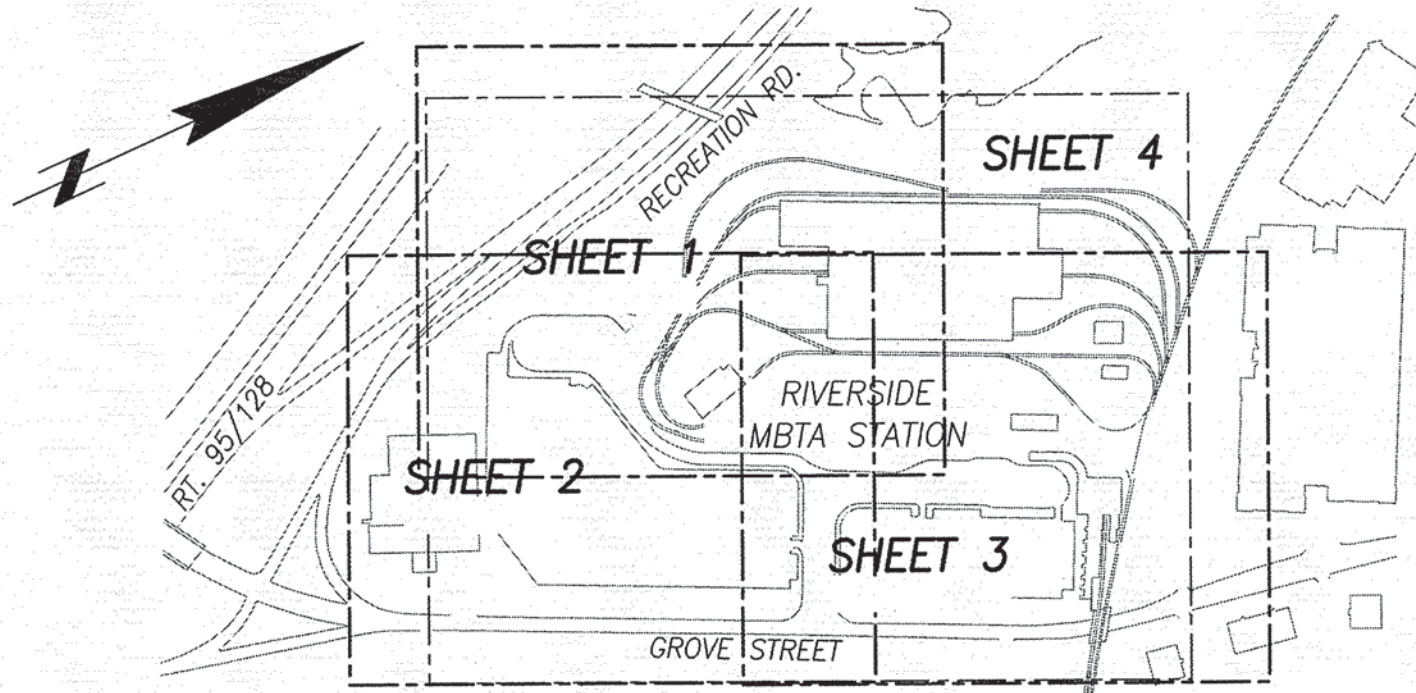 N
RECREATION RD.
SHEET 4
SHEET 1
RIVERSIDE
MBTA STATION
RT. 95/128
SHEET 2
SHEET 3
GROVE STREET